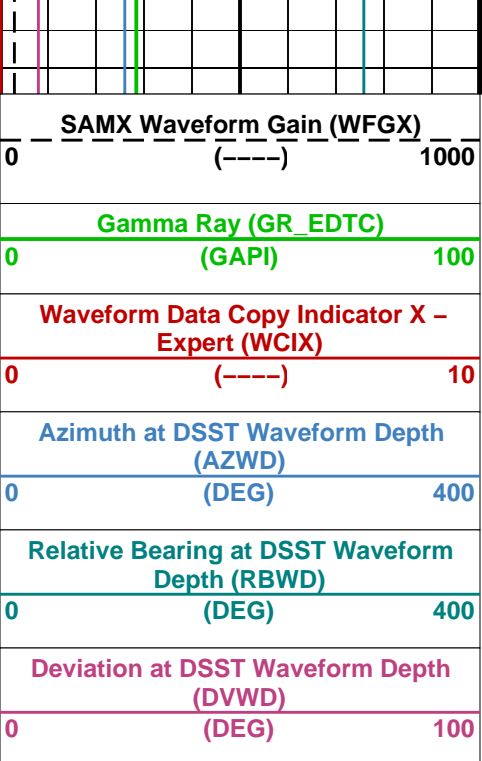 SAMX Waveform Gain (WFGX)
0 (----) 1000
Gamma Ray (GR_EDTC)
0 (GAPI) 100
Waveform Data Copy Indicator X –
Expert (WCIX)
0 (----) 10
Azimuth at DSST Waveform Depth
(AZWD)
0 (DEG) 400
Relative Bearing at DSST Waveform
Depth (RBWD)
0 (DEG) 400
Deviation at DSST Waveform Depth
(DVWD)
0 (DEG) 100